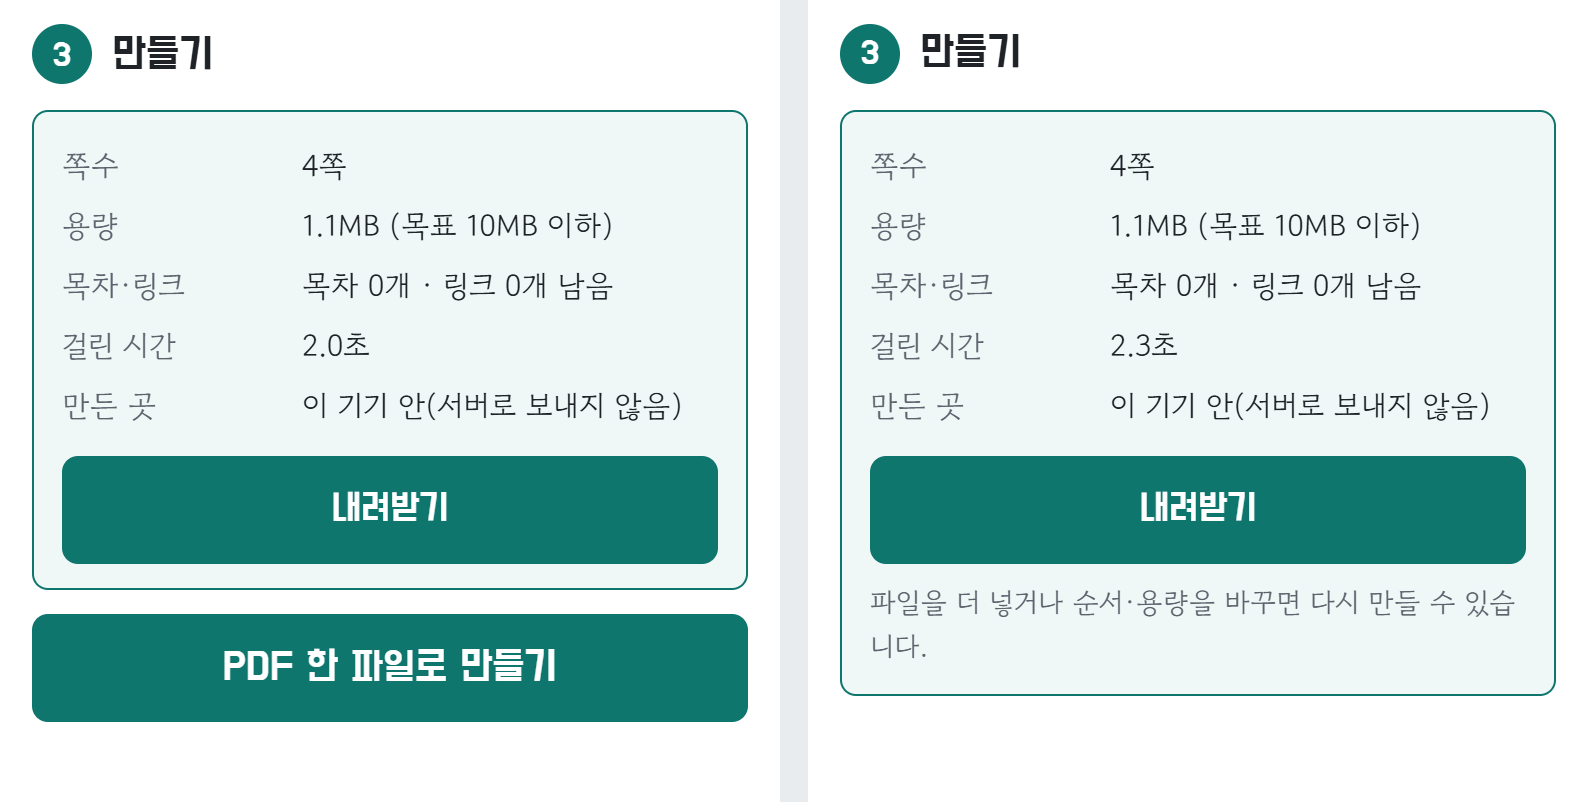 3 만들기
쪽수 4쪽
용량 1.1MB (목표 10MB 이하)
목차·링크 목차 0개 · 링크 0개 남음
걸린 시간 2.0초
만든 곳 이 기기 안(서버로 보내지 않음)
내려받기
PDF 한 파일로 만들기
3 만들기
쪽수 4쪽
용량 1.1MB (목표 10MB 이하)
목차·링크 목차 0개 · 링크 0개 남음
걸린 시간 2.3초
만든 곳 이 기기 안(서버로 보내지 않음)
내려받기
파일을 더 넣거나 순서·용량을 바꾸면 다시 만들 수 있습
니다.